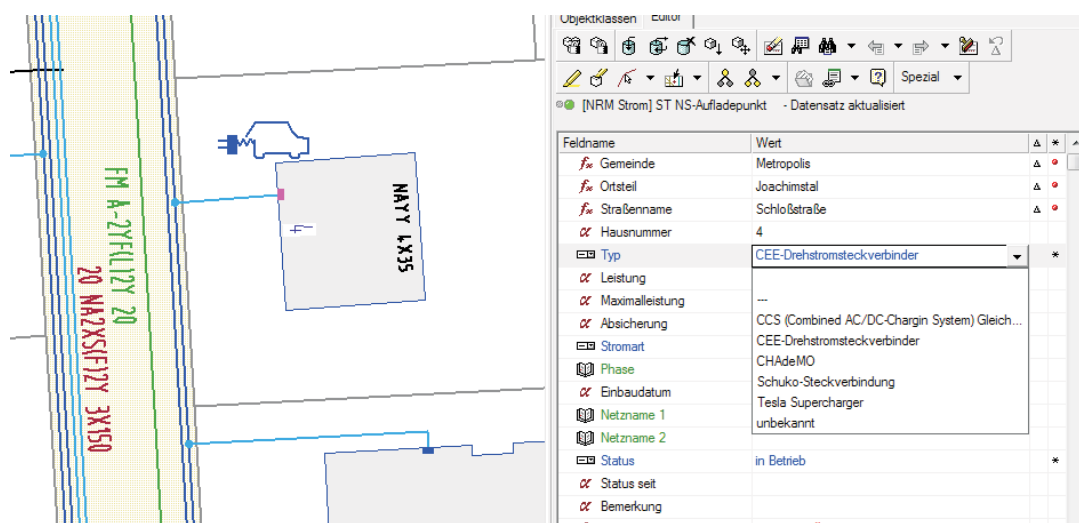 Objektklassen Editor
Spezial
[NRM Strom] ST NS-Aufladepunkt - Datensatz aktualisiert
Feldname Wert
Gemeinde Metropolis
Ortsteil Joachimstal
Straßenname Schloßstraße
Hausnummer 4
Typ CEE-Drehstromsteckverbinder
Leistung
Maximalleistung ---
Absicherung CCS (Combined AC/DC-Chargin System) Gleich...
Stromart CEE-Drehstromsteckverbinder
Phase CHAdeMO
Einbaudatum Schuko-Steckverbindung
Netzname 1 Tesla Supercharger
Netzname 2 unbekannt
Status in Betrieb *
Status seit
Bemerkung
FM A-2YF(L)2Y 20
20 NA2XS(F)2Y 3X150
NAYY 4X35
4